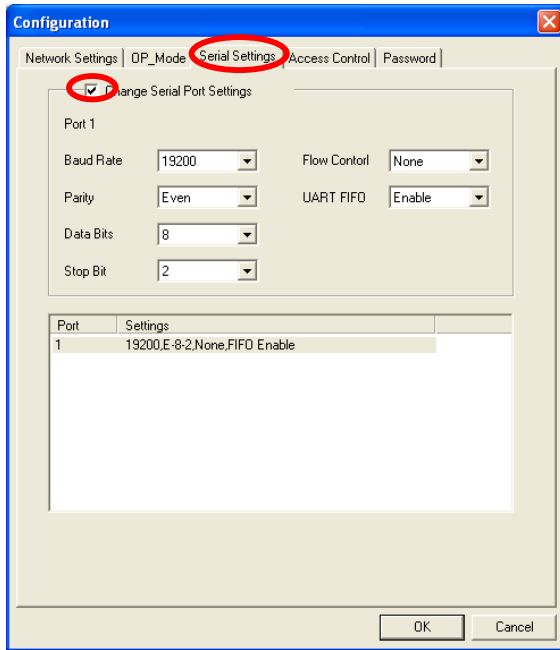 Configuration
Network Settings OP_Mode Serial Settings Access Control Password
Change Serial Port Settings
Port 1
Baud Rate 19200 Flow Contorl None
Parity Even UART FIFO Enable
Data Bits 8
Stop Bit 2
Port Settings
1 19200,E-8-2,None,FIFO Enable
OK Cancel